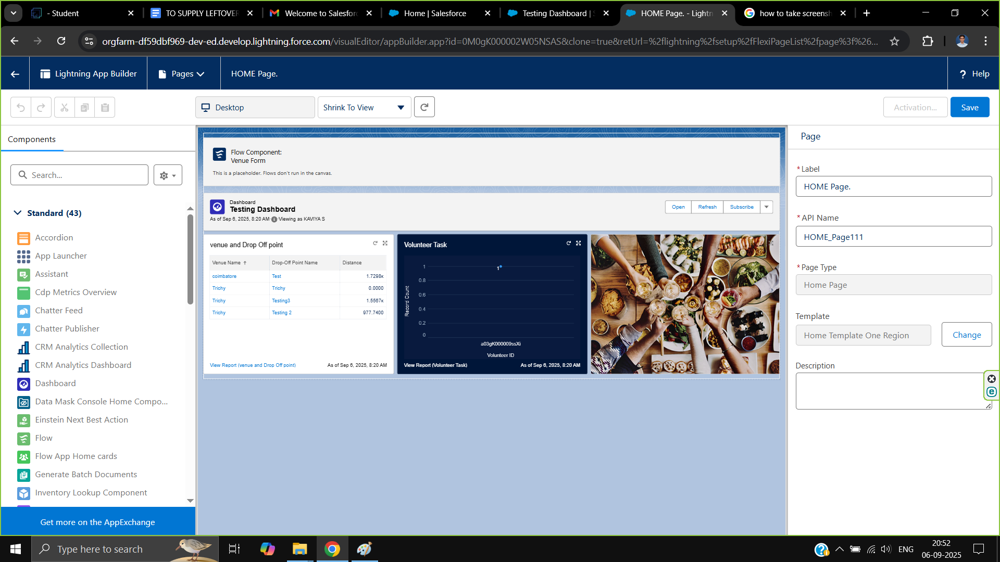 - Student
TO SUPPLY LEFTOVER
Welcome to Salesforc
Home | Salesforce
Testing Dashboard | S
HOME Page. - Lightn
how to take screensh
orgfarm-df59dbf969-dev-ed.develop.lightning.force.com/visualEditor/appBuilder.app?id=0M0gK000002W05NSAS&clone=true&retUrl=%2flightning%2fsetup%2fFlexiPageList%2fpage%3f%26...
Lightning App Builder
Pages
HOME Page.
? Help
Desktop
Shrink To View
Activation...
Save
Components
Search...
Standard (43)
Accordion
App Launcher
Assistant
Cdp Metrics Overview
Chatter Feed
Chatter Publisher
CRM Analytics Collection
CRM Analytics Dashboard
Dashboard
Data Mask Console Home Compo...
Einstein Next Best Action
Flow
Flow App Home cards
Generate Batch Documents
Inventory Lookup Component
Get more on the AppExchange
Flow Component:
Venue Form
This is a placeholder. Flows don't run in the canvas.
Dashboard
Testing Dashboard
As of Sep 6, 2025, 8:20 AM·Viewing as KAVIYA S
Open
Refresh
Subscribe
venue and Drop Off point
Venue Name ↑ Drop-Off Point Name Distance
coimbatore Test 1.7298K
Trichy Trichy 0.0000
Trichy Testing3 1.5567K
Trichy Testing 2 977.7400
View Report (venue and Drop Off point)
As of Sep 6, 2025, 8:20 AM
Volunteer Task
Record Count
1
0.8
0.6
0.4
0.2
0
1
a03gK000009ssXi
Volunteer ID
View Report (Volunteer Task)
As of Sep 6, 2025, 8:20 AM
Page
* Label
HOME Page.
* API Name
HOME_Page111
* Page Type
Home Page
Template
Home Template One Region
Change
Description
Type here to search
ENG
20:52
06-09-2025